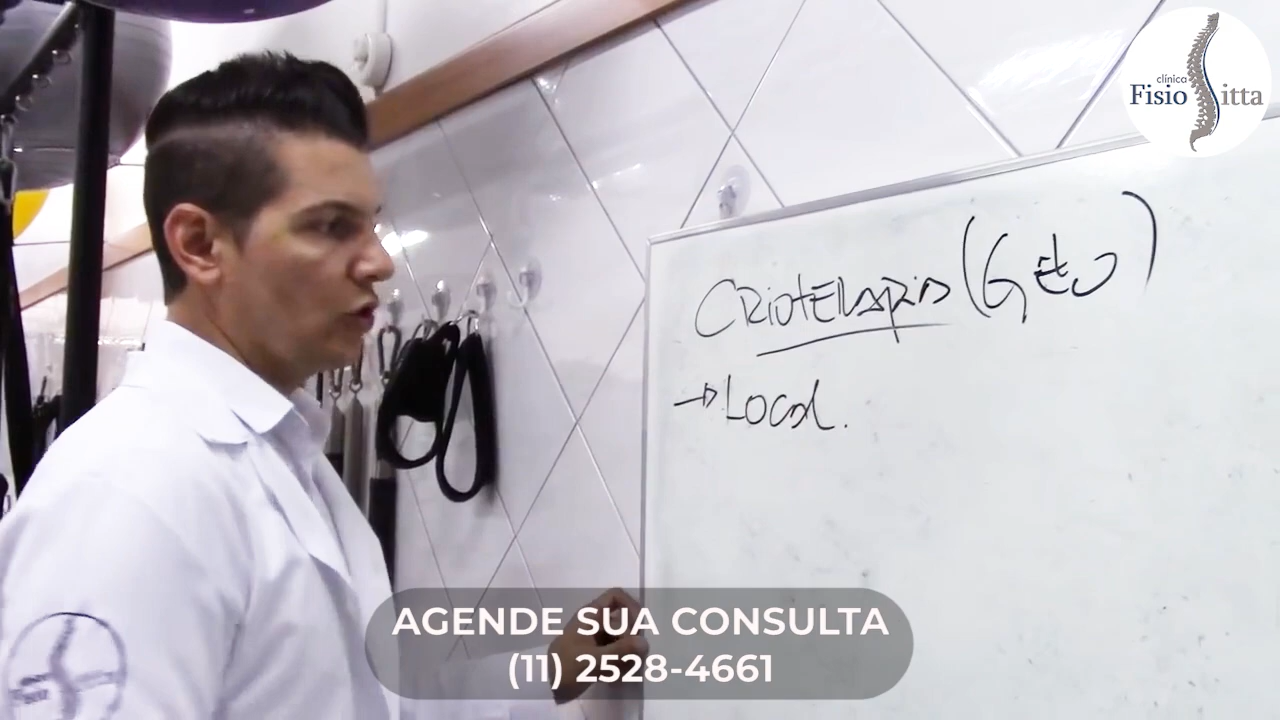 clínica
Fisio Sitta
CRiotERApiA (GElo)
→ Local.
AGENDE SUA CONSULTA
(11) 2528-4661